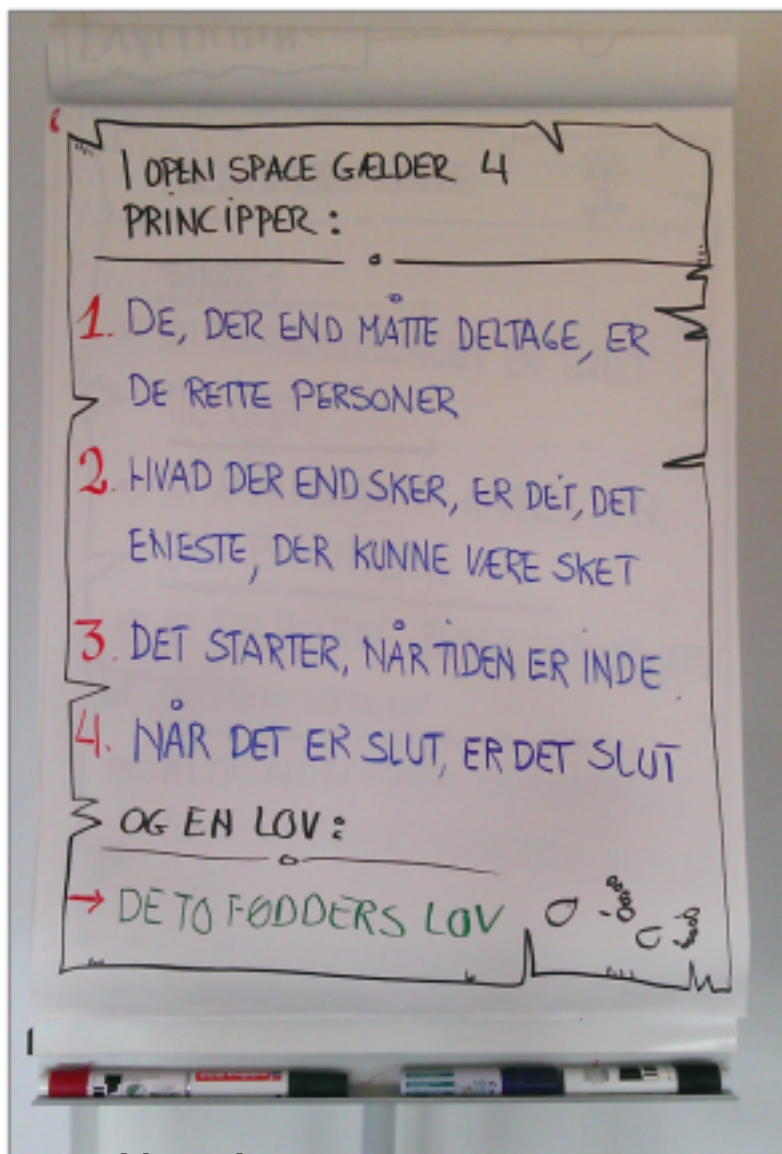 I OPEN SPACE GÆLDER 4
PRINCIPPER:
1. DE, DER END MÅTTE DELTAGE, ER
DE RETTE PERSONER
2. HVAD DER END SKER, ER DET, DET
ENESTE, DER KUNNE VÆRE SKET
3. DET STARTER, NÅR TIDEN ER INDE.
4. NÅR DET ER SLUT, ER DET SLUT
OG EN LOV:
→ DE TO FØDDERS LOV